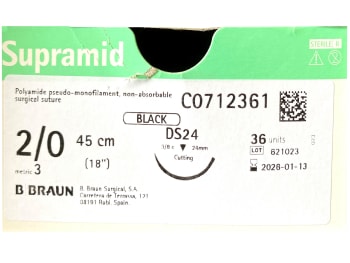 Supramid
STERILE R
Polyamide pseudo-monofilament, non-absorbable
surgical suture
C0712361
BLACK
2/0 45 cm
metric 3 (18")
DS24
3/8 c 24mm
Cutting
36 units
LOT 621023
2026-01-13
B BRAUN
B. Braun Surgical, S.A.
Carretera de Terrassa, 121
08191 Rubí, Spain